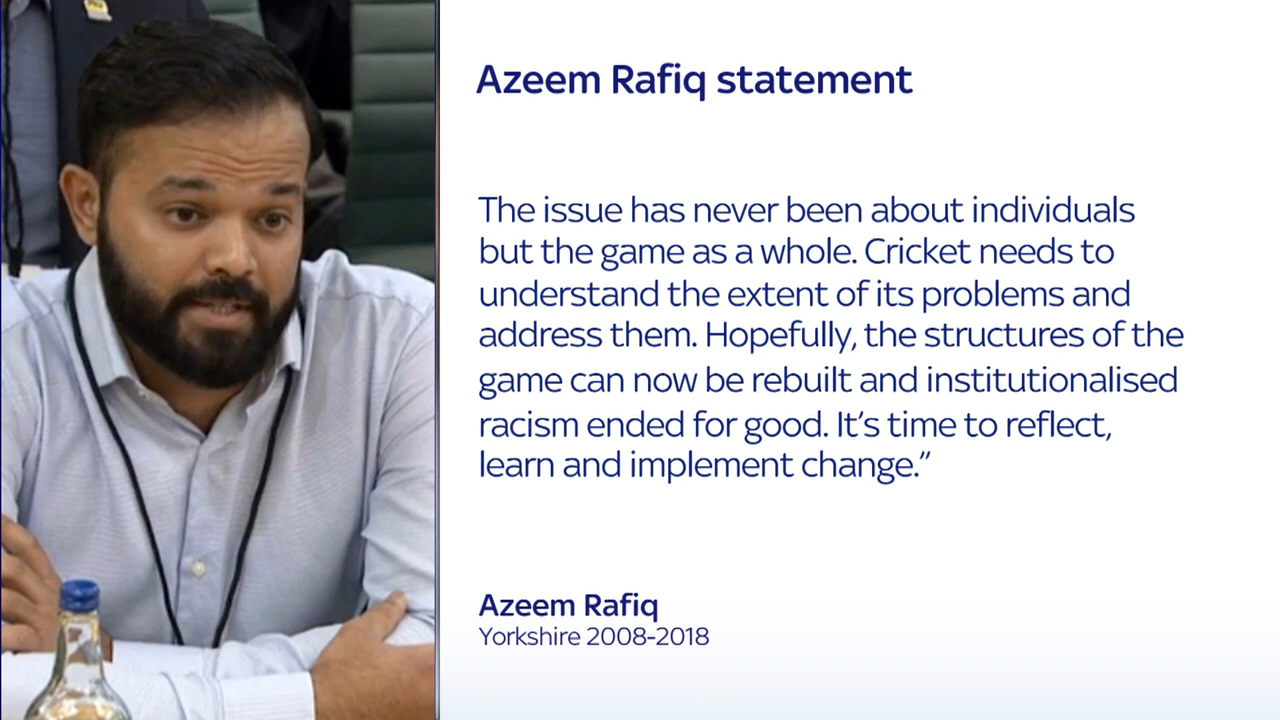 Azeem Rafiq statement
The issue has never been about individuals
but the game as a whole. Cricket needs to
understand the extent of its problems and
address them. Hopefully, the structures of the
game can now be rebuilt and institutionalised
racism ended for good. It’s time to reflect,
learn and implement change.”
Azeem Rafiq
Yorkshire 2008-2018